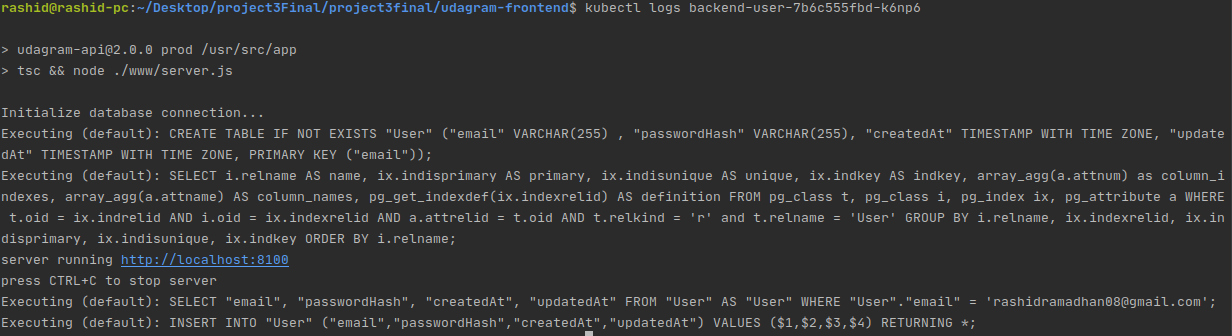 rashid@rashid-pc:~/Desktop/project3Final/project3final/udagram-frontend$ kubectl logs backend-user-7b6c555fbd-k6np6
> udagram-api@2.0.0 prod /usr/src/app
> tsc && node ./www/server.js
Initialize database connection...
Executing (default): CREATE TABLE IF NOT EXISTS "User" ("email" VARCHAR(255) , "passwordHash" VARCHAR(255), "createdAt" TIMESTAMP WITH TIME ZONE, "update
dAt" TIMESTAMP WITH TIME ZONE, PRIMARY KEY ("email"));
Executing (default): SELECT i.relname AS name, ix.indisprimary AS primary, ix.indisunique AS unique, ix.indkey AS indkey, array_agg(a.attnum) as column_i
ndexes, array_agg(a.attname) AS column_names, pg_get_indexdef(ix.indexrelid) AS definition FROM pg_class t, pg_class i, pg_index ix, pg_attribute a WHERE
 t.oid = ix.indrelid AND i.oid = ix.indexrelid AND a.attrelid = t.oid AND t.relkind = 'r' and t.relname = 'User' GROUP BY i.relname, ix.indexrelid, ix.in
disprimary, ix.indisunique, ix.indkey ORDER BY i.relname;
server running http://localhost:8100
press CTRL+C to stop server
Executing (default): SELECT "email", "passwordHash", "createdAt", "updatedAt" FROM "User" AS "User" WHERE "User"."email" = 'rashidramadhan08@gmail.com';
Executing (default): INSERT INTO "User" ("email","passwordHash","createdAt","updatedAt") VALUES ($1,$2,$3,$4) RETURNING *;